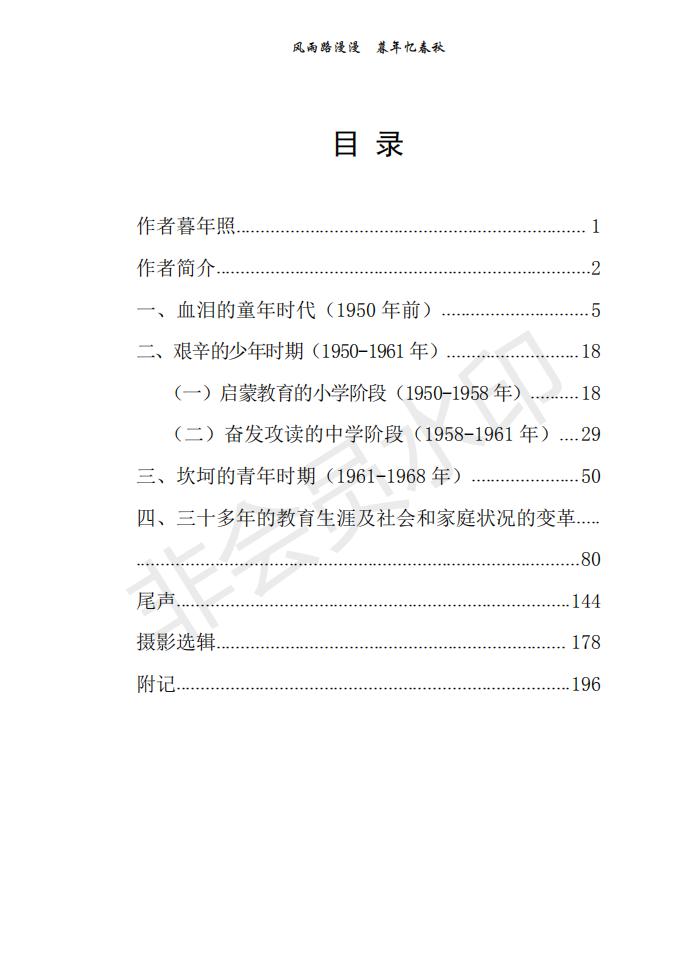 风雨路漫漫　暮年忆春秋
目 录
作者暮年照 1
作者简介 2
一、血泪的童年时代（1950 年前） 5
二、艰辛的少年时期（1950-1961 年） 18
（一）启蒙教育的小学阶段（1950-1958 年） 18
（二）奋发攻读的中学阶段（1958-1961 年） 29
三、坎坷的青年时期（1961-1968 年） 50
四、三十多年的教育生涯及社会和家庭状况的变革.....
80
尾声 144
摄影选辑 178
附记 196
非会员水印